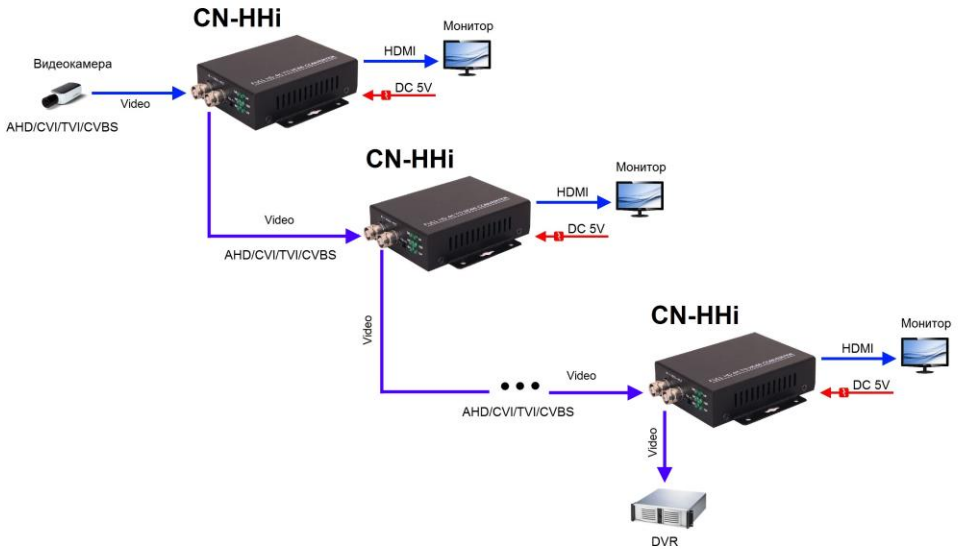 CN-HHi
Монитор
HDMI
Видеокамера
DC 5V
Video
AHD/CVI/TVI/CVBS
CN-HHi
Монитор
HDMI
Video
DC 5V
AHD/CVI/TVI/CVBS
CN-HHi
Video
Монитор
HDMI
Video
DC 5V
AHD/CVI/TVI/CVBS
Video
DVR